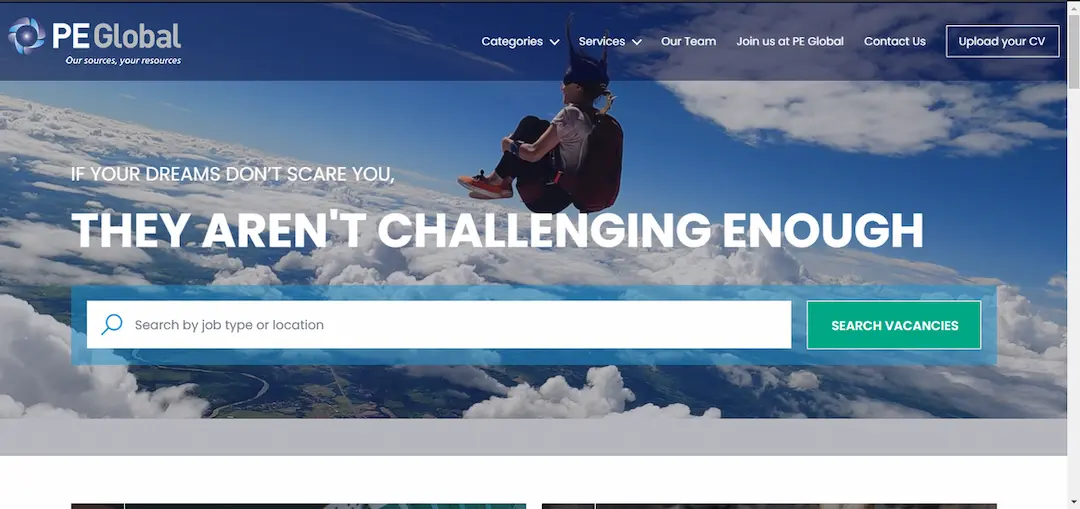 PE Global
Our sources, your resources
Categories
Services
Our Team
Join us at PE Global
Contact Us
Upload your CV
IF YOUR DREAMS DON’T SCARE YOU,
THEY AREN'T CHALLENGING ENOUGH
Search by job type or location
SEARCH VACANCIES